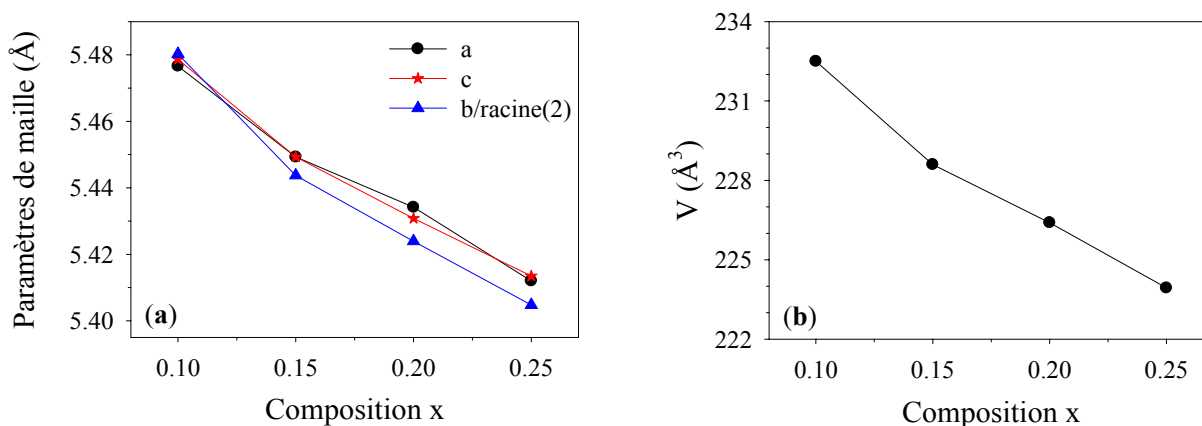 Paramètres de maille (Å)
5.48
5.46
5.44
5.42
5.40
a
c
b/racine(2)
(a)
0.10 0.15 0.20 0.25
Composition x
V (Å³)
234
231
228
225
222
(b)
0.10 0.15 0.20 0.25
Composition x